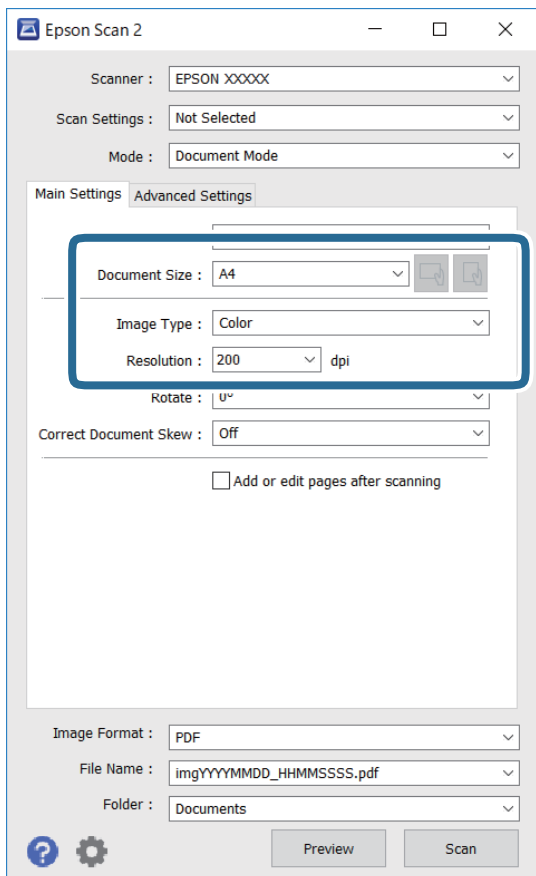 Epson Scan 2
Scanner : EPSON XXXXX
Scan Settings : Not Selected
Mode : Document Mode
Main Settings Advanced Settings
Document Size : A4
Image Type : Color
Resolution : 200 dpi
Rotate : 0°
Correct Document Skew : Off
Add or edit pages after scanning
Image Format : PDF
File Name : imgYYYYMMDD_HHMMSSSS.pdf
Folder : Documents
? Preview Scan